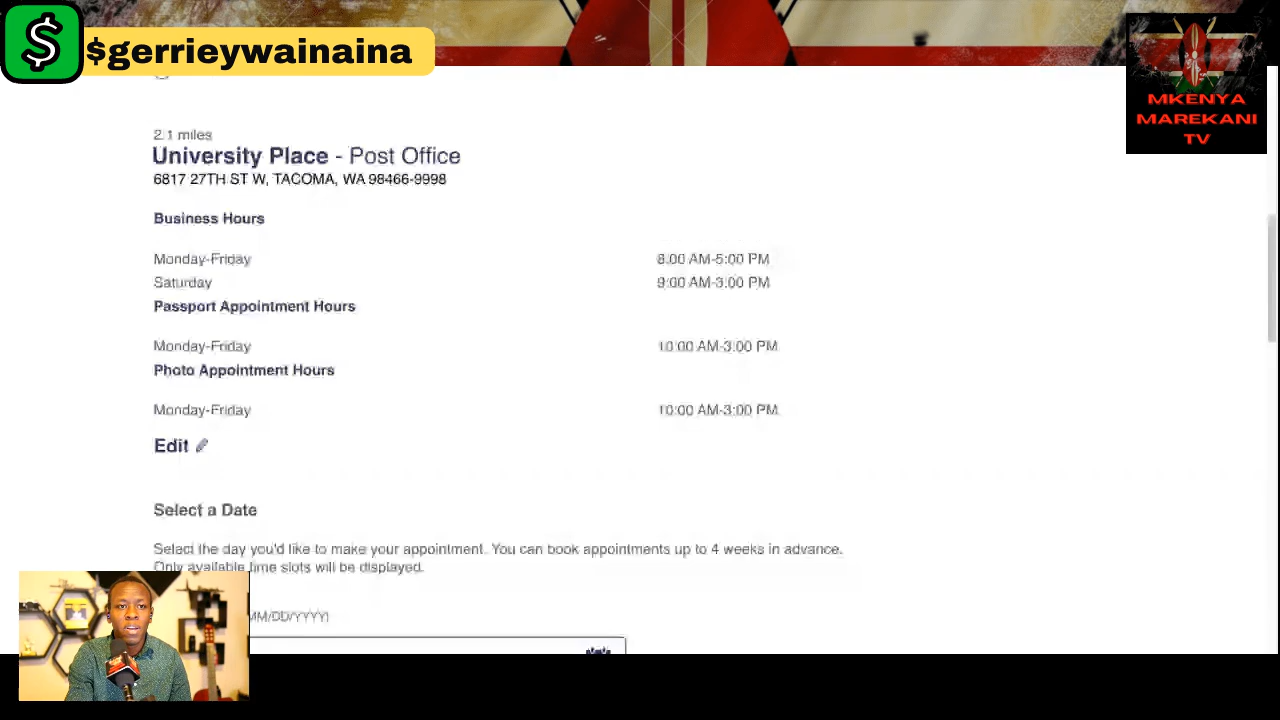 $gerrieywainaina
MKENYA
MAREKANI
TV
2.1 miles
University Place - Post Office
6817 27TH ST W, TACOMA, WA 98466-9998
Business Hours
Monday-Friday 8:00 AM-5:00 PM
Saturday 9:00 AM-3:00 PM
Passport Appointment Hours
Monday-Friday 10:00 AM-3:00 PM
Photo Appointment Hours
Monday-Friday 10:00 AM-3:00 PM
Edit
Select a Date
Select the day you'd like to make your appointment. You can book appointments up to 4 weeks in advance.
Only available time slots will be displayed.
MM/DD/YYYY)